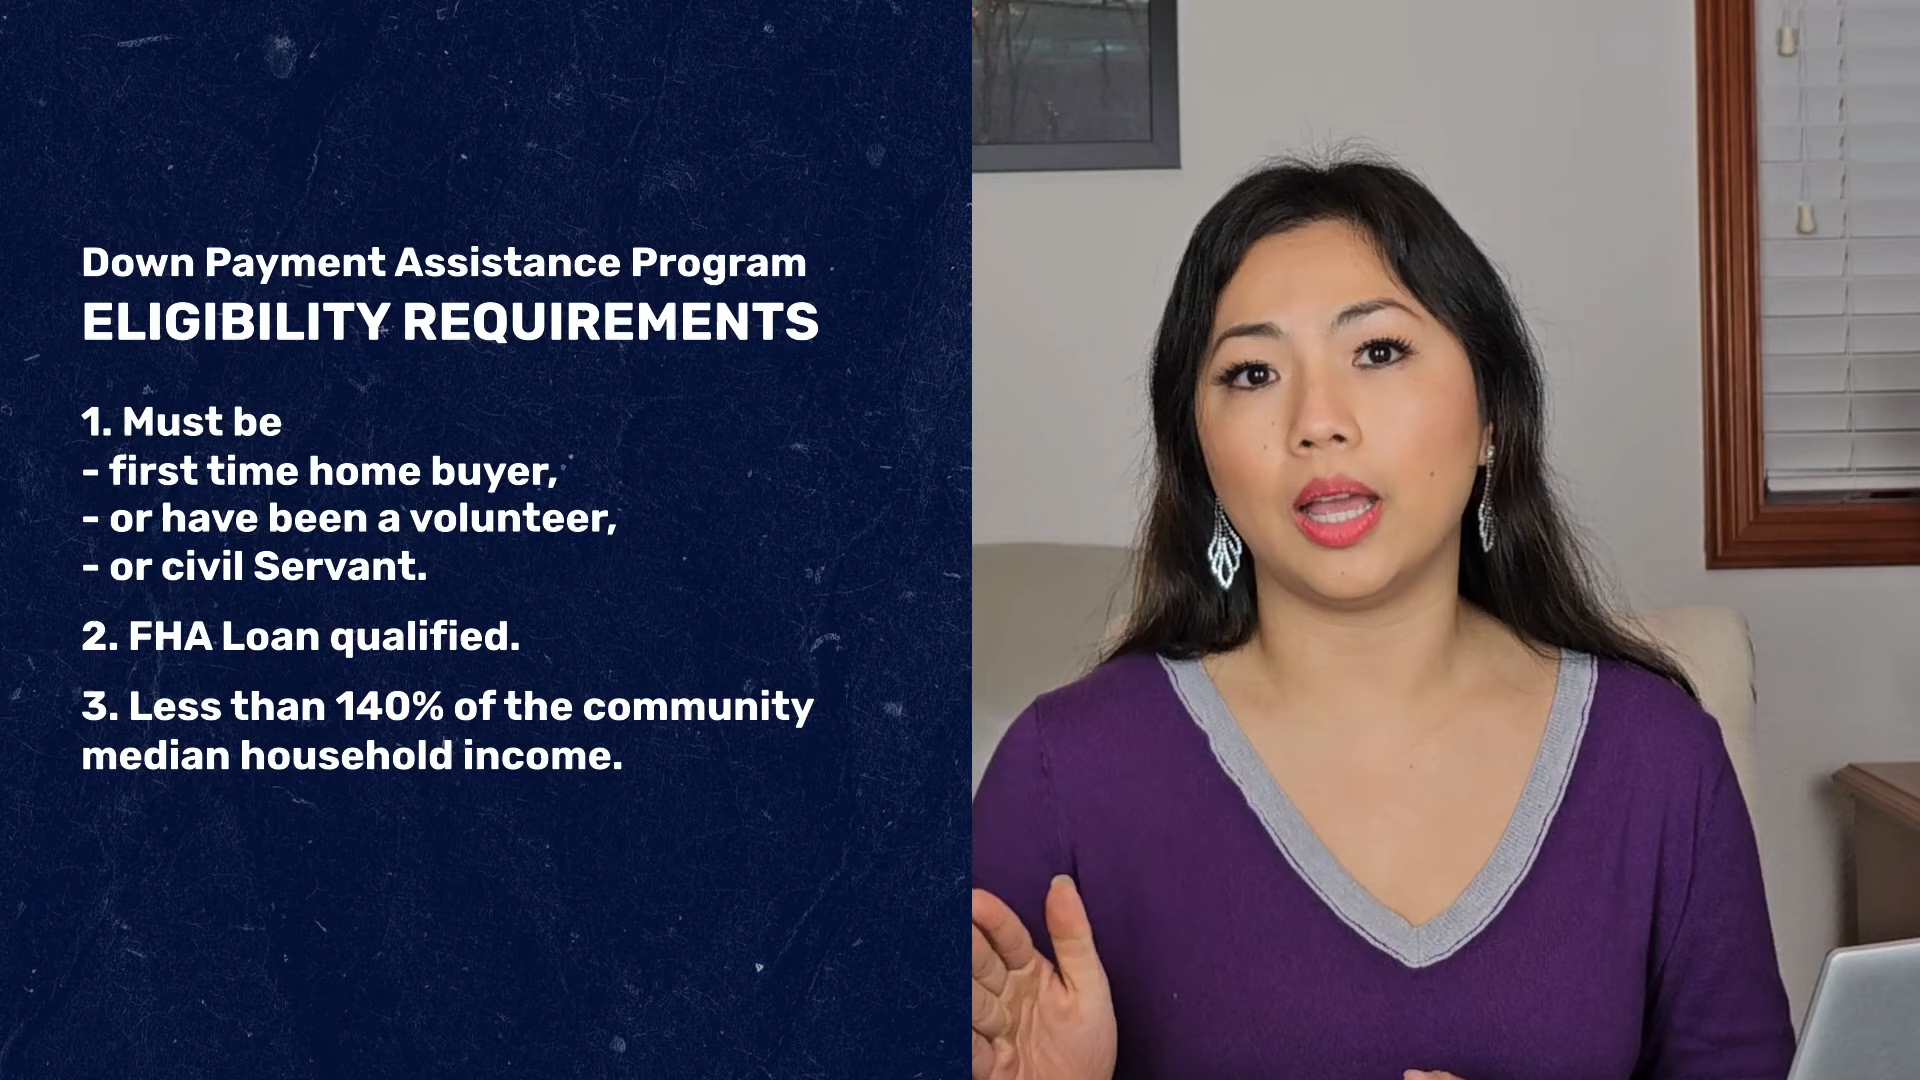 Down Payment Assistance Program
ELIGIBILITY REQUIREMENTS
1. Must be
- first time home buyer,
- or have been a volunteer,
- or civil Servant.
2. FHA Loan qualified.
3. Less than 140% of the community
median household income.